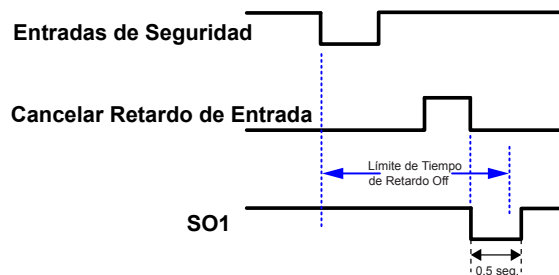 Entradas de Seguridad
Cancelar Retardo de Entrada
Límite de Tiempo
de Retardo Off
SO1
0.5 seg.